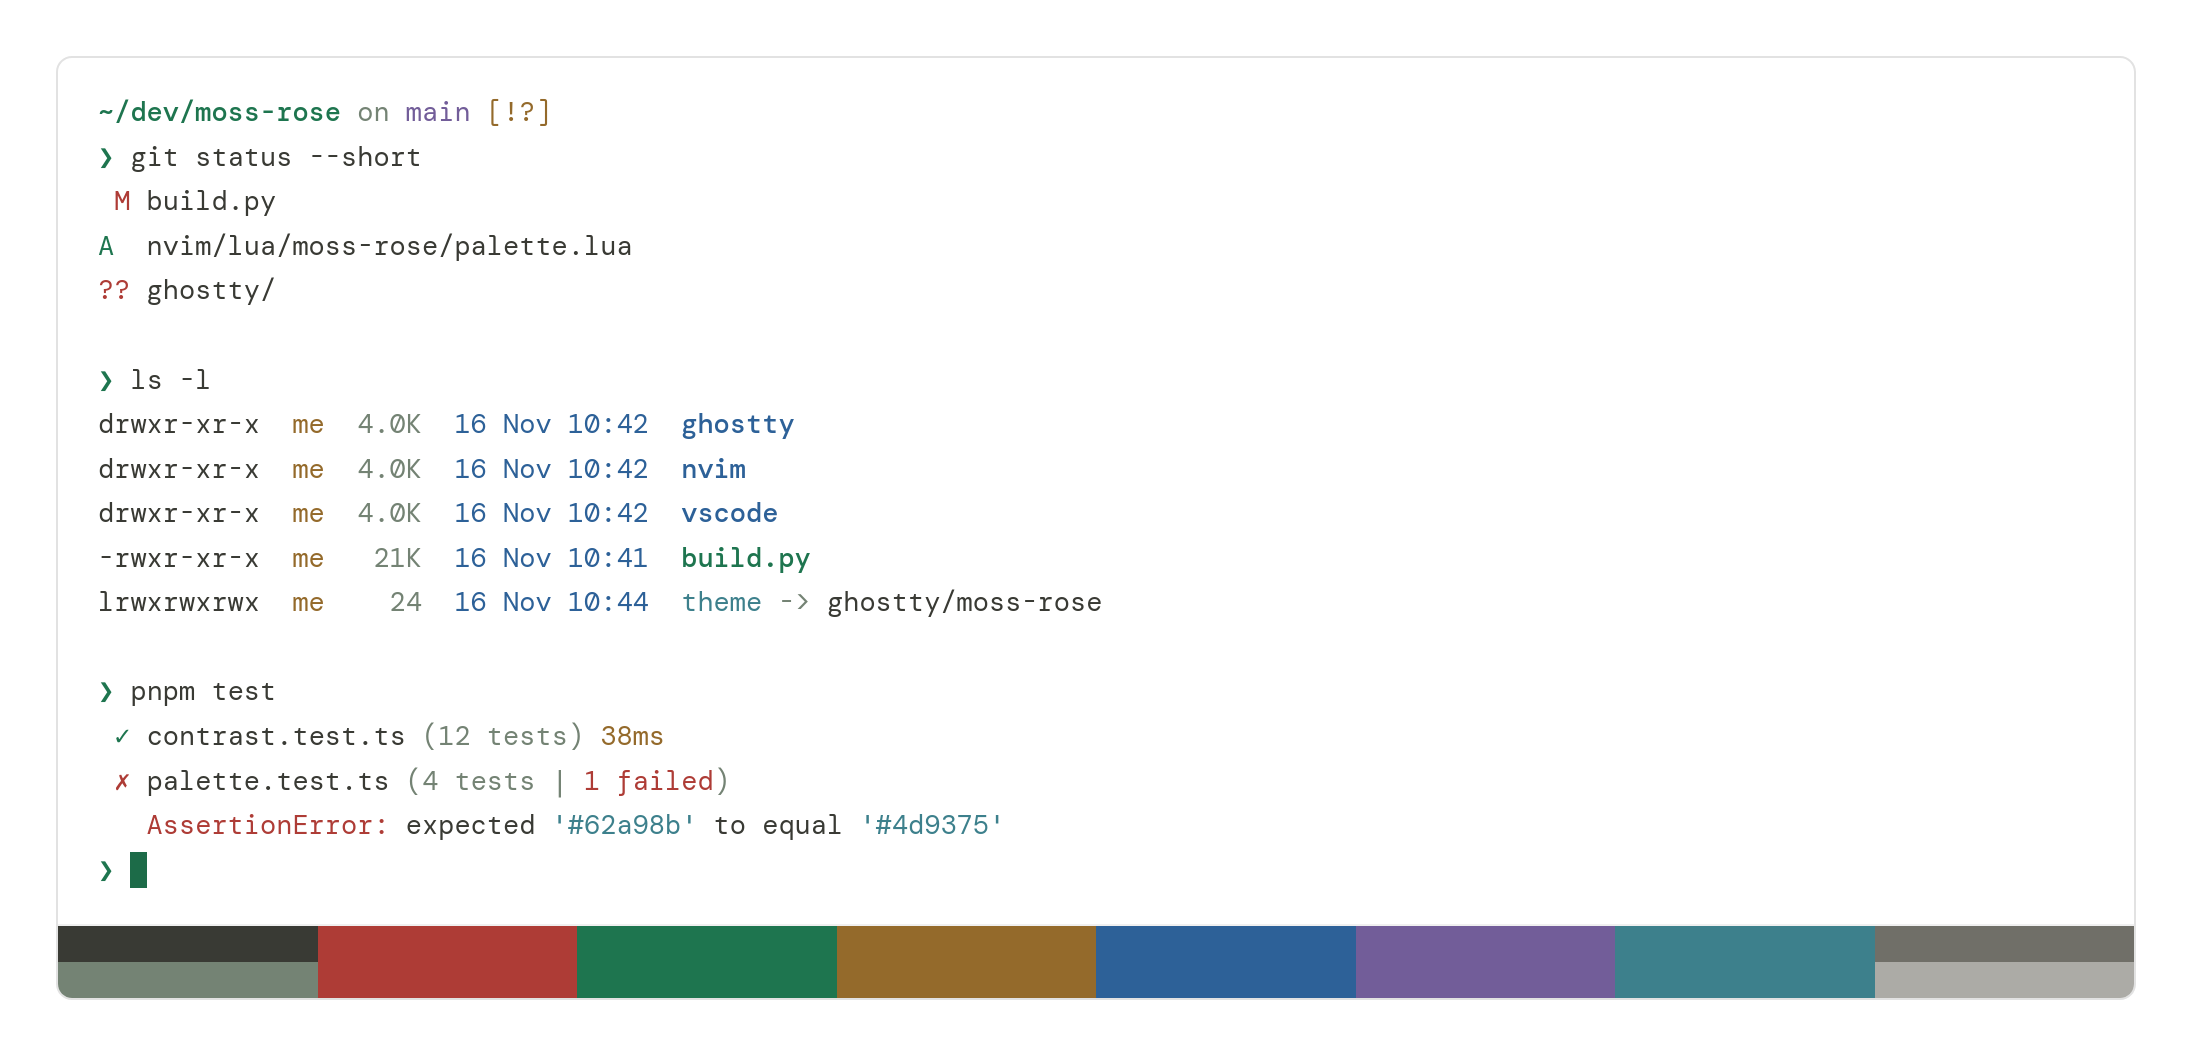 ~/dev/moss-rose on main [!?]
❯ git status --short
 M build.py
A  nvim/lua/moss-rose/palette.lua
?? ghostty/

❯ ls -l
drwxr-xr-x  me  4.0K  16 Nov 10:42  ghostty
drwxr-xr-x  me  4.0K  16 Nov 10:42  nvim
drwxr-xr-x  me  4.0K  16 Nov 10:42  vscode
-rwxr-xr-x  me   21K  16 Nov 10:41  build.py
lrwxrwxrwx  me    24  16 Nov 10:44  theme -> ghostty/moss-rose

❯ pnpm test
 ✓ contrast.test.ts (12 tests) 38ms
 ✗ palette.test.ts (4 tests | 1 failed)
   AssertionError: expected '#62a98b' to equal '#4d9375'
❯